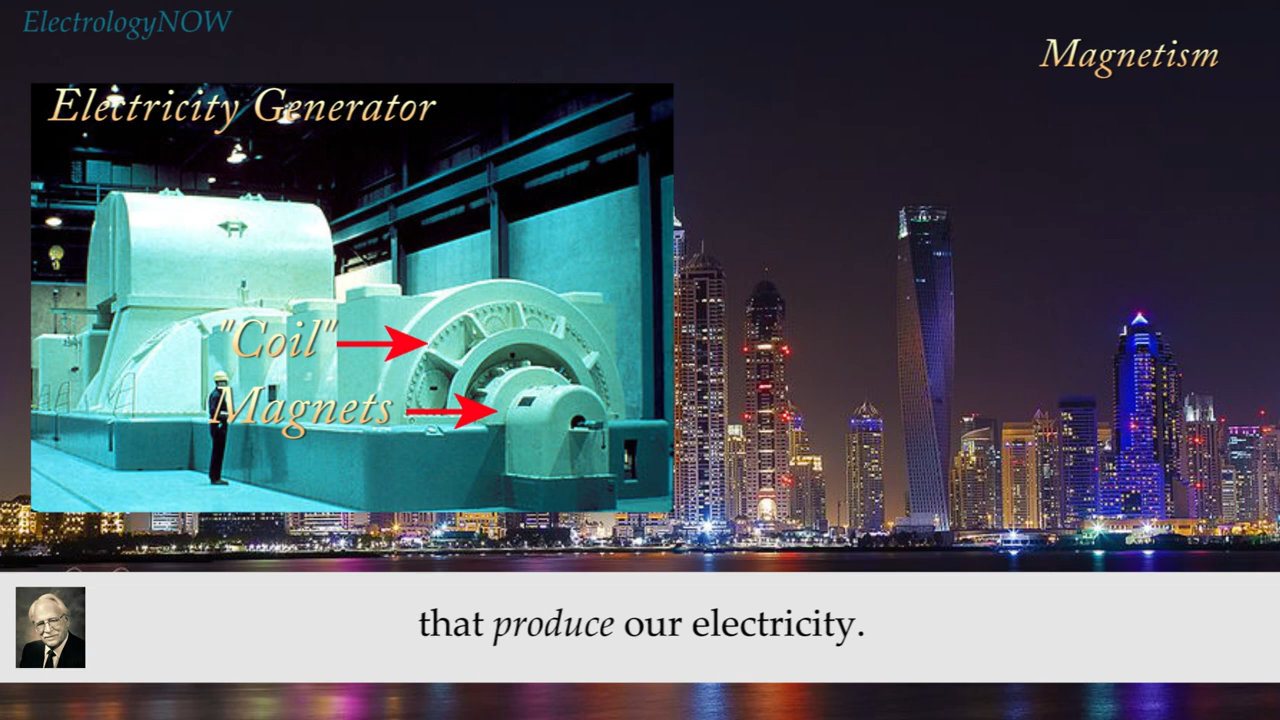 ElectrologyNOW
Magnetism
Electricity Generator
"Coil"
Magnets
that produce our electricity.